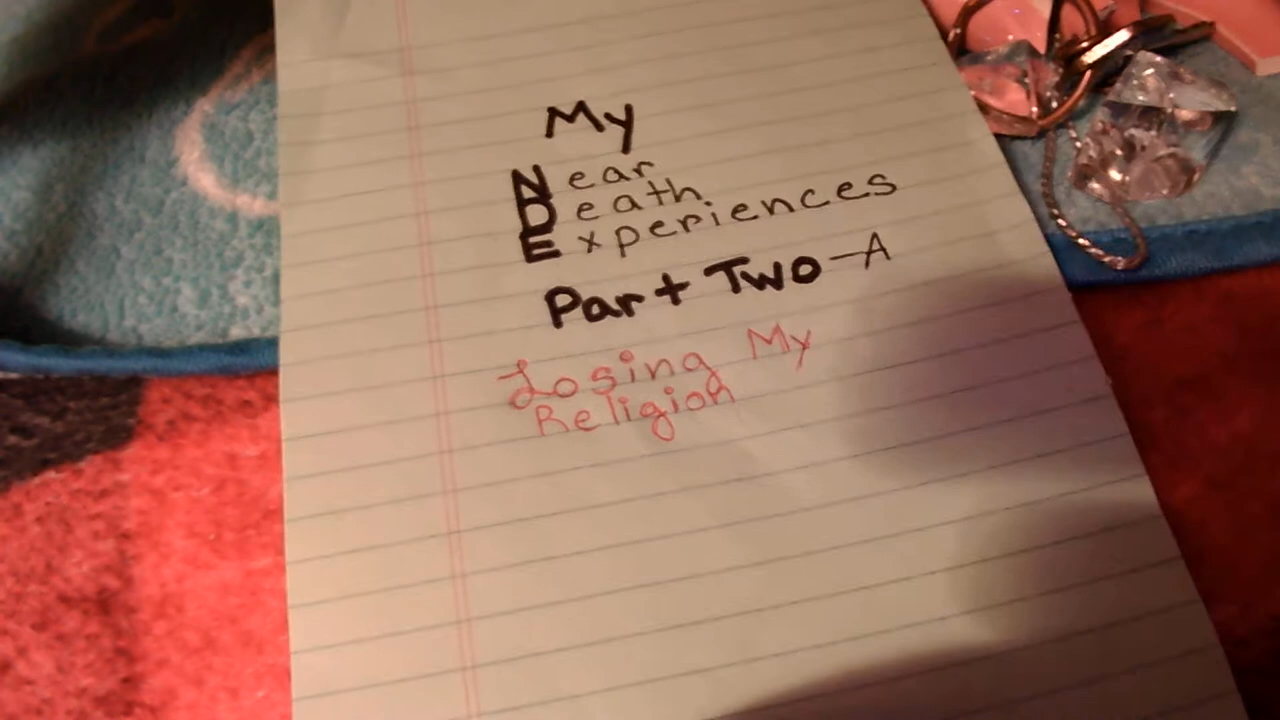 My
Near
Death
Experiences
Part Two-A
Losing My
Religion